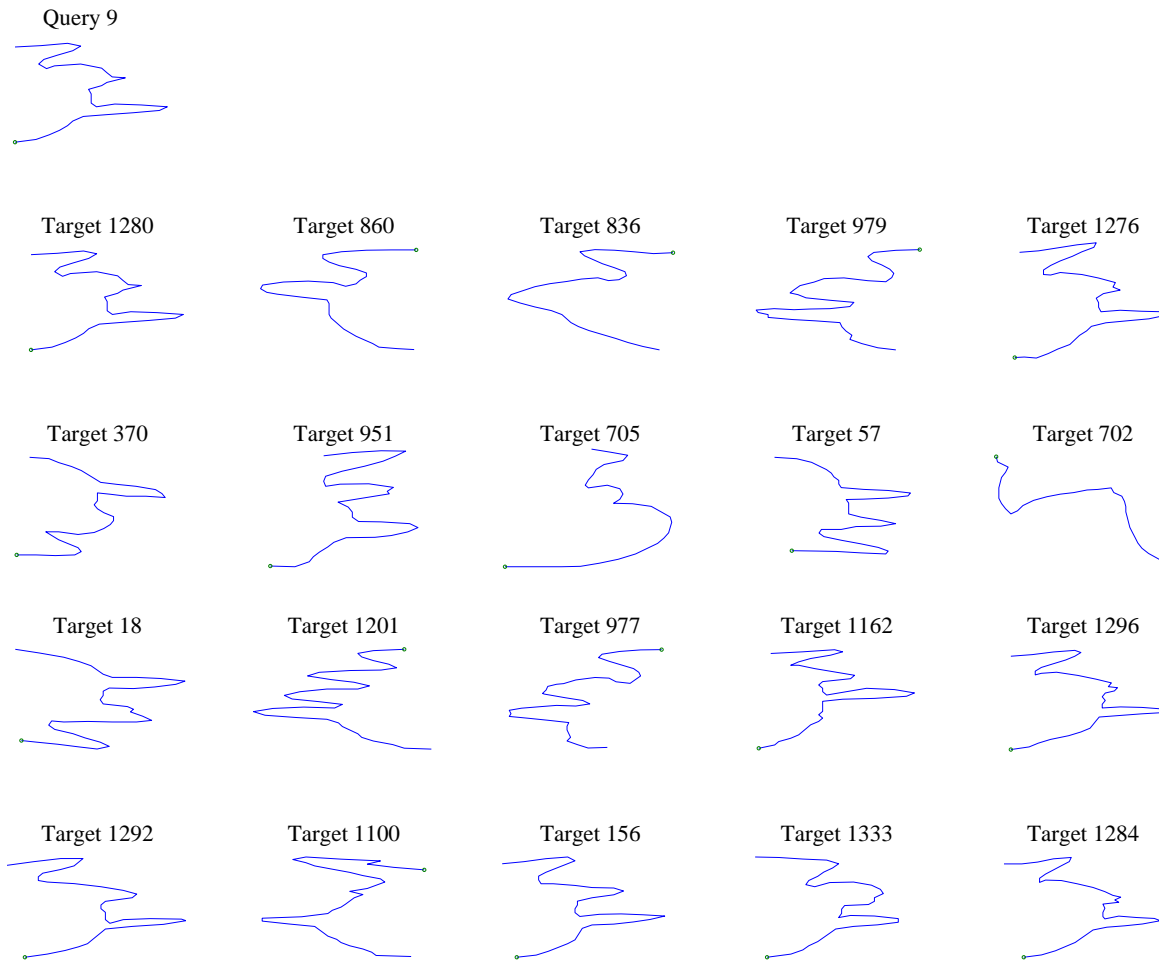 Query 9
Target 1280
Target 860
Target 836
Target 979
Target 1276
Target 370
Target 951
Target 705
Target 57
Target 702
Target 18
Target 1201
Target 977
Target 1162
Target 1296
Target 1292
Target 1100
Target 156
Target 1333
Target 1284